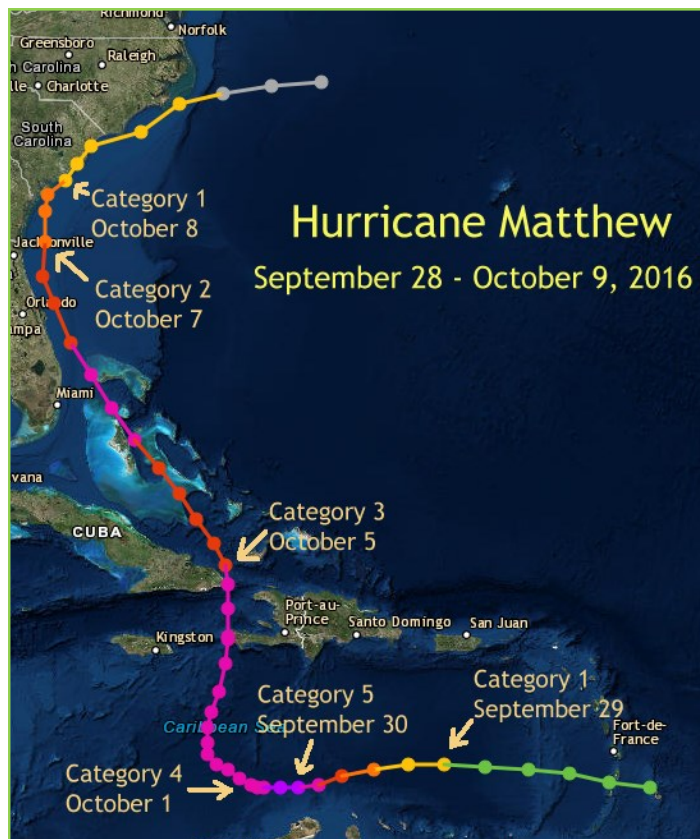 Richmond
Norfolk
Greensboro
Raleigh
h Carolina
lle
Charlotte
South
Carolina
Category 1
October 8
Hurricane Matthew
September 28 - October 9, 2016
Jacksonville
Category 2
October 7
Orlando
ampa
Miami
vana
CUBA
Category 3
October 5
Port-au-
Prince
Santo Domingo
San Juan
Kingston
Category 5
September 30
Category 1
September 29
Caribbean Sea
Fort-de-
France
Category 4
October 1